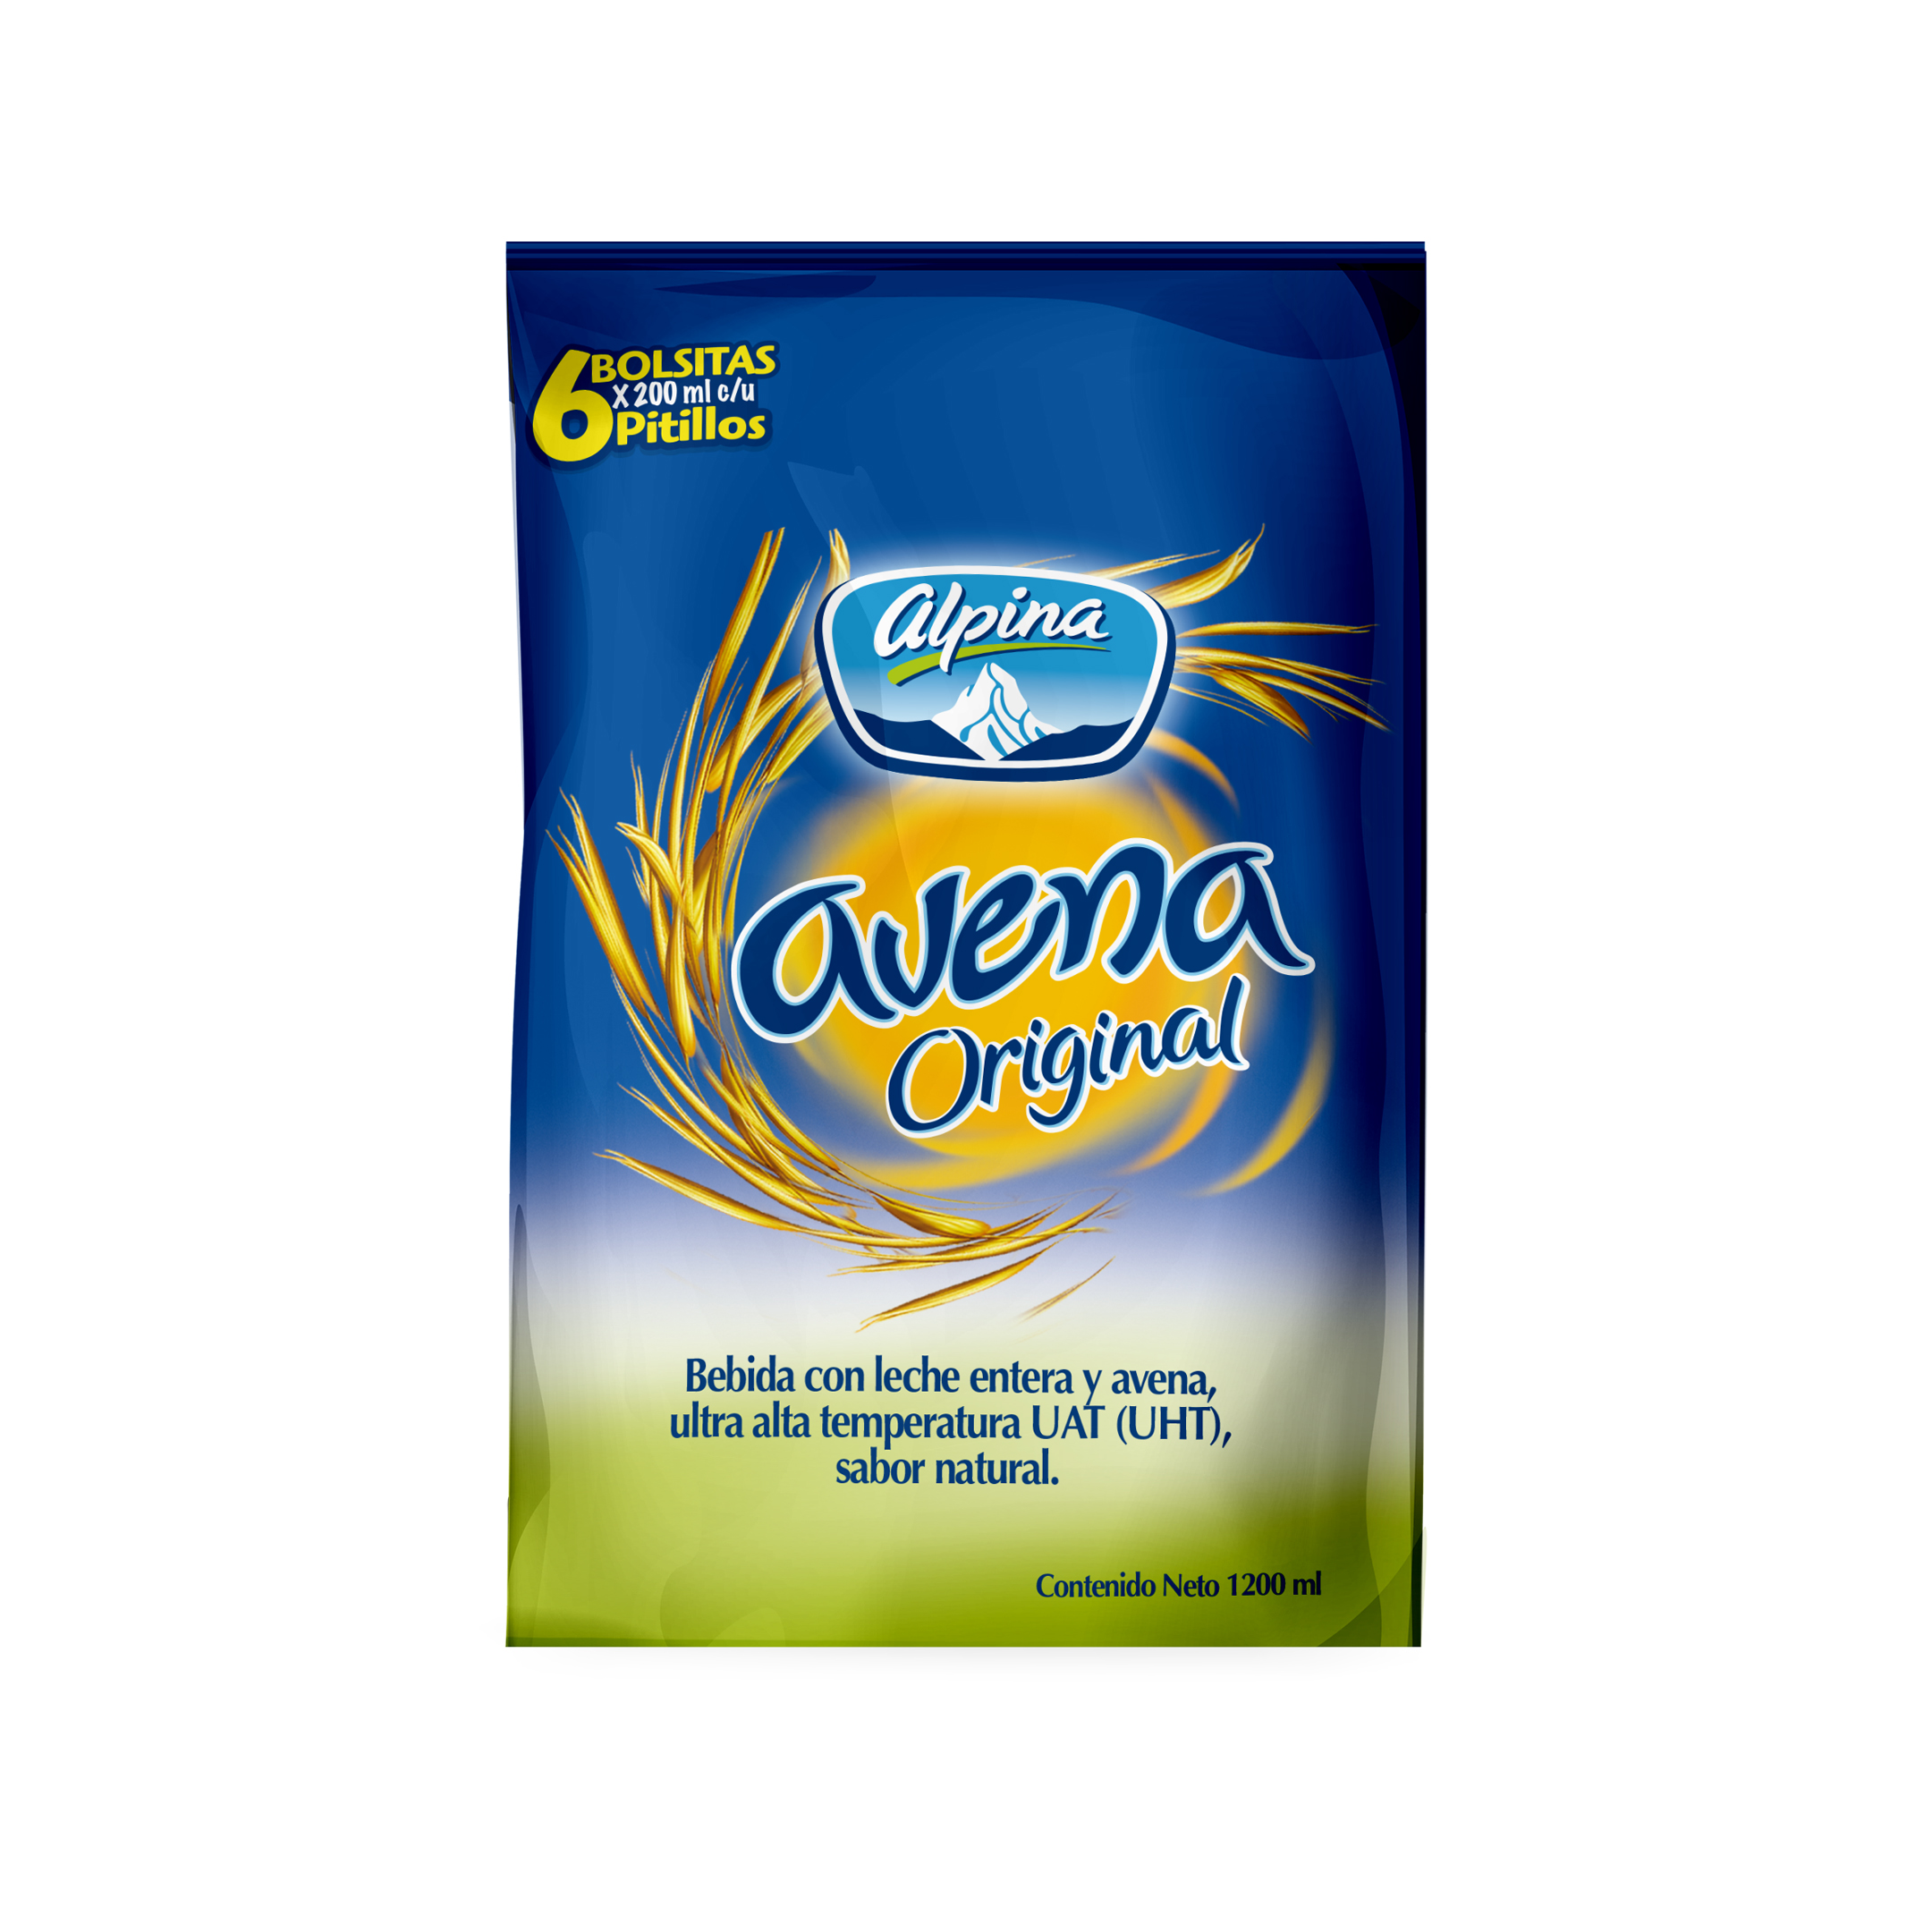 6 BOLSITAS
X 200 ml c/u
Pitillos
alpina
avena
Original
Bebida con leche entera y avena,
ultra alta temperatura UAT (UHT),
sabor natural.
Contenido Neto 1200 ml